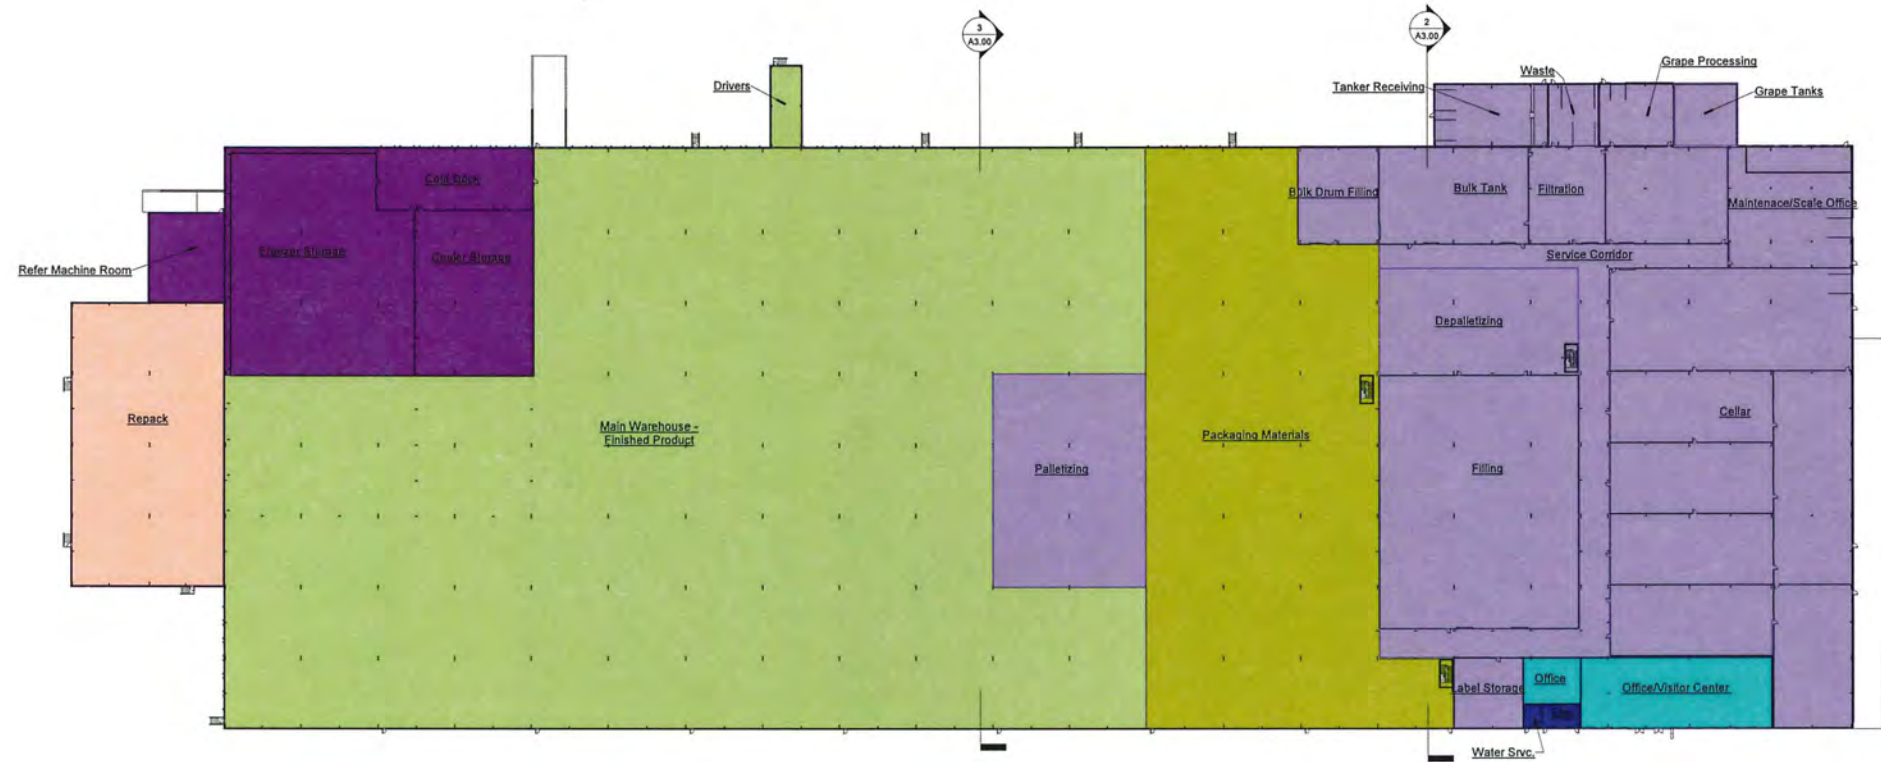 3
A3.00
2
A3.00
Drivers
Tanker Receiving
Waste
Grape Processing
Grape Tanks
Cold Dock
Bulk Drum Filling
Bulk Tank
Filtration
Maintenace/Scale Office
Refer Machine Room
Freezer Storage
Cooler Storage
Service Corridor
Depalletizing
Repack
Main Warehouse -
Finished Product
Packaging Materials
Cellar
Palletizing
Filling
Label Storage
Office
Office/Visitor Center
Water Srvc.